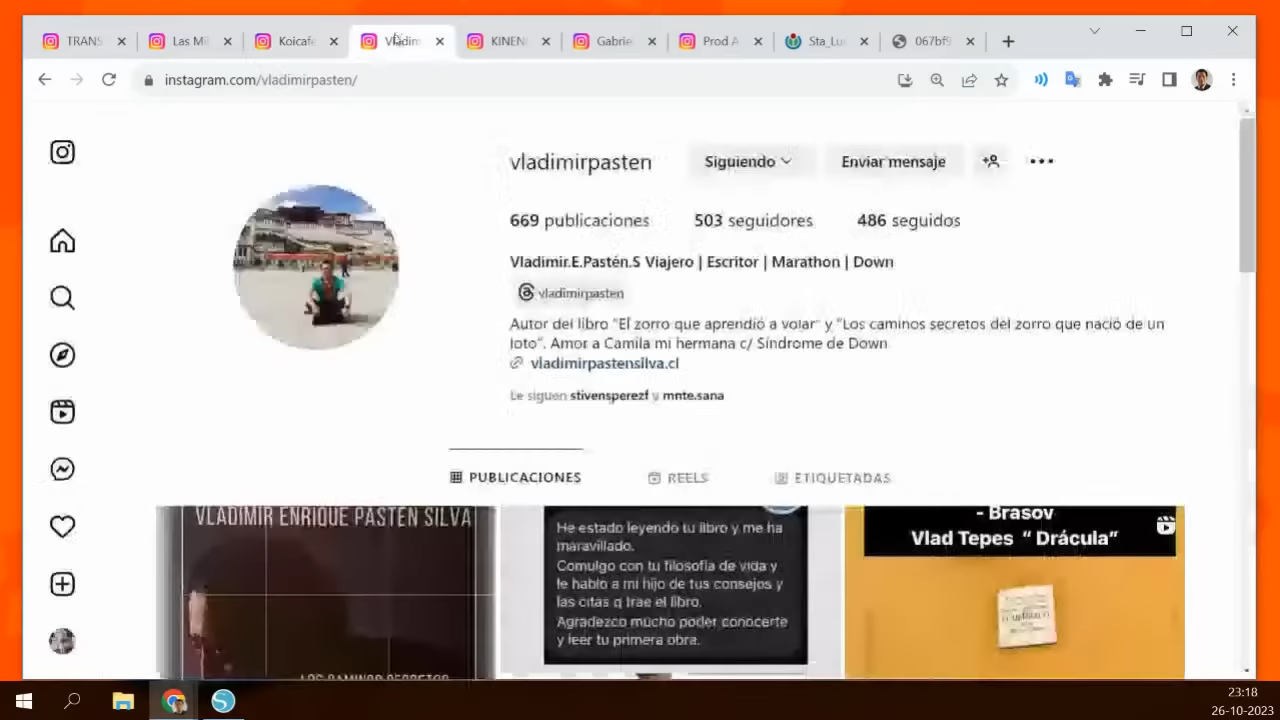 TRANS
Las Mi
Koicafe
Vladim
KINEN
Gabrie
Prod A
Sta_Lu
067bf9
instagram.com/vladimirpasten/
vladimirpasten
Siguiendo
Enviar mensaje
669 publicaciones
503 seguidores
486 seguidos
Vladimir.E.Pastén.S Viajero | Escritor | Marathon | Down
vladimirpasten
Autor del libro "El zorro que aprendió a volar" y "Los caminos secretos del zorro que nació de un
loto". Amor a Camila mi hermana c/ Síndrome de Down
vladimirpastensilva.cl
Le siguen stivensperezf y mnte.sana
PUBLICACIONES
REELS
ETIQUETADAS
VLADIMIR ENRIQUE PASTEN SILVA
LOS CAMINOS SECRETOS
He estado leyendo tu libro y me ha
maravillado.
Comulgo con tu filosofía de vida y
le hablo a mi hijo de tus consejos y
las citas q trae el libro.
Agradezco mucho poder conocerte
y leer tu primera obra.
- Brasov
Vlad Tepes “ Drácula”
23:18
26-10-2023